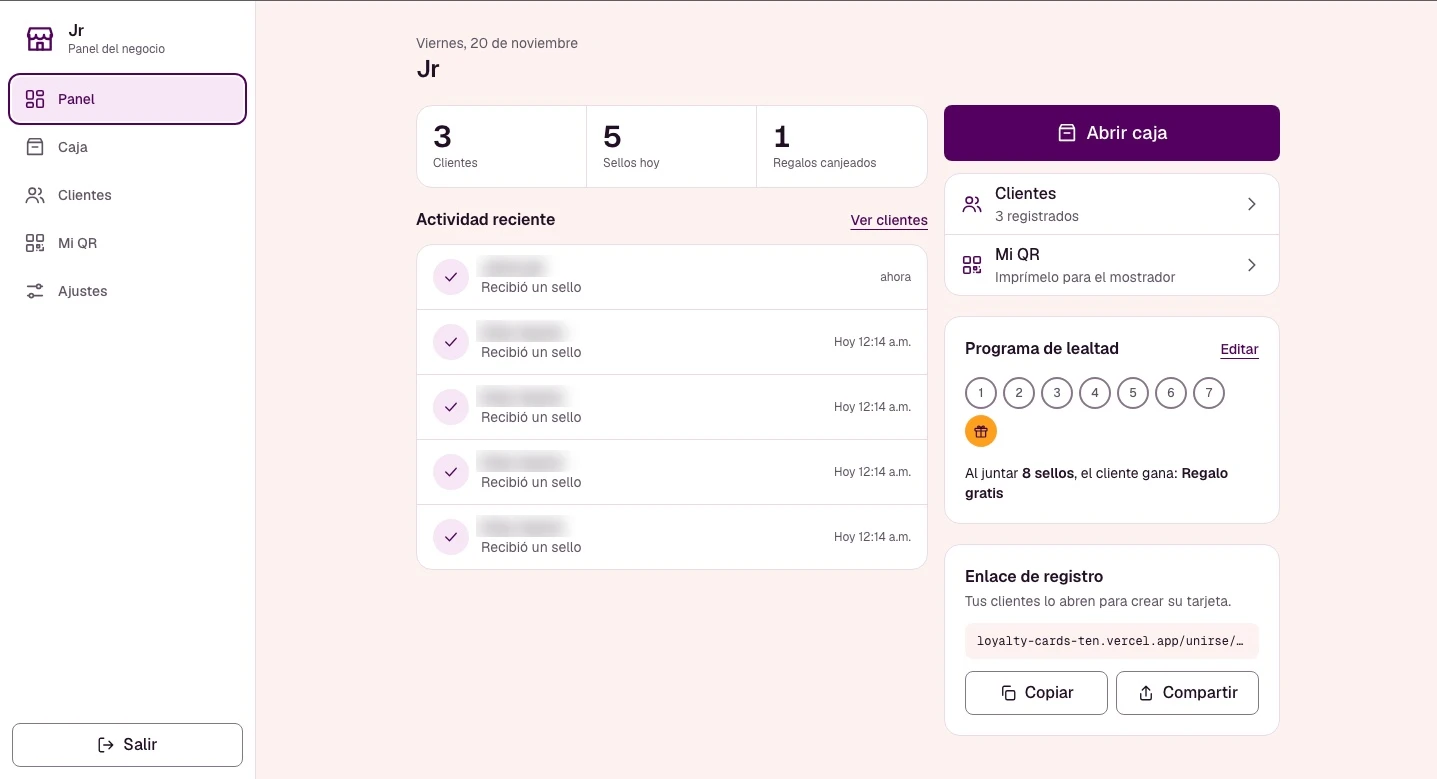 Jr
Panel del negocio
Panel
Caja
Clientes
Mi QR
Ajustes
Salir
Viernes, 20 de noviembre
Jr
3
Clientes
5
Sellos hoy
1
Regalos canjeados
Actividad reciente
Ver clientes
Recibió un sello
ahora
Recibió un sello
Hoy 12:14 a.m.
Recibió un sello
Hoy 12:14 a.m.
Recibió un sello
Hoy 12:14 a.m.
Recibió un sello
Hoy 12:14 a.m.
Abrir caja
Clientes
3 registrados
Mi QR
Imprímelo para el mostrador
Programa de lealtad
Editar
1 2 3 4 5 6 7
Al juntar 8 sellos, el cliente gana: Regalo
gratis
Enlace de registro
Tus clientes lo abren para crear su tarjeta.
loyalty-cards-ten.vercel.app/unirse/…
Copiar
Compartir